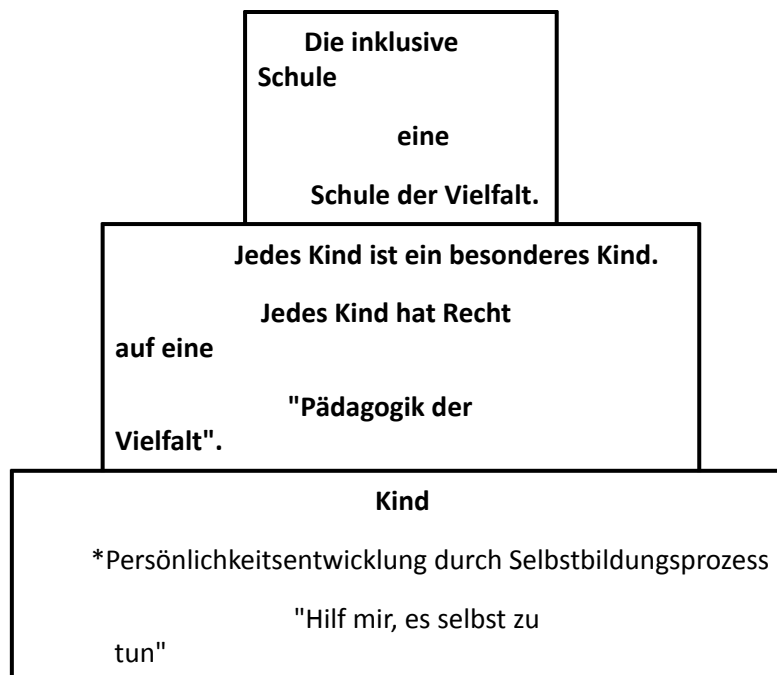 Die inklusive
Schule
eine
Schule der Vielfalt.
Jedes Kind ist ein besonderes Kind.
Jedes Kind hat Recht
auf eine
"Pädagogik der
Vielfalt".
Kind
*Persönlichkeitsentwicklung durch Selbstbildungsprozess
"Hilf mir, es selbst zu
tun"